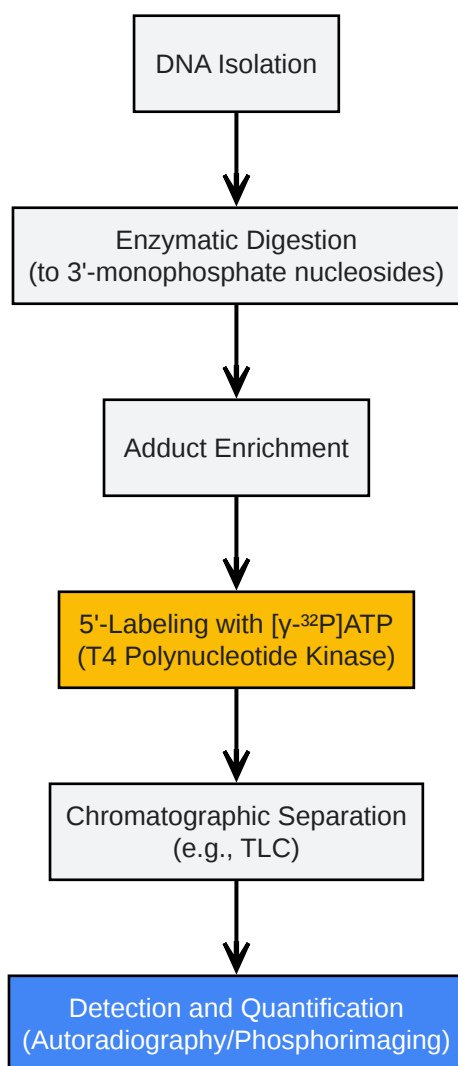 DNA Isolation
Enzymatic Digestion
(to 3'-monophosphate nucleosides)
Adduct Enrichment
5'-Labeling with [γ-³²P]ATP
(T4 Polynucleotide Kinase)
Chromatographic Separation
(e.g., TLC)
Detection and Quantification
(Autoradiography/Phosphorimaging)